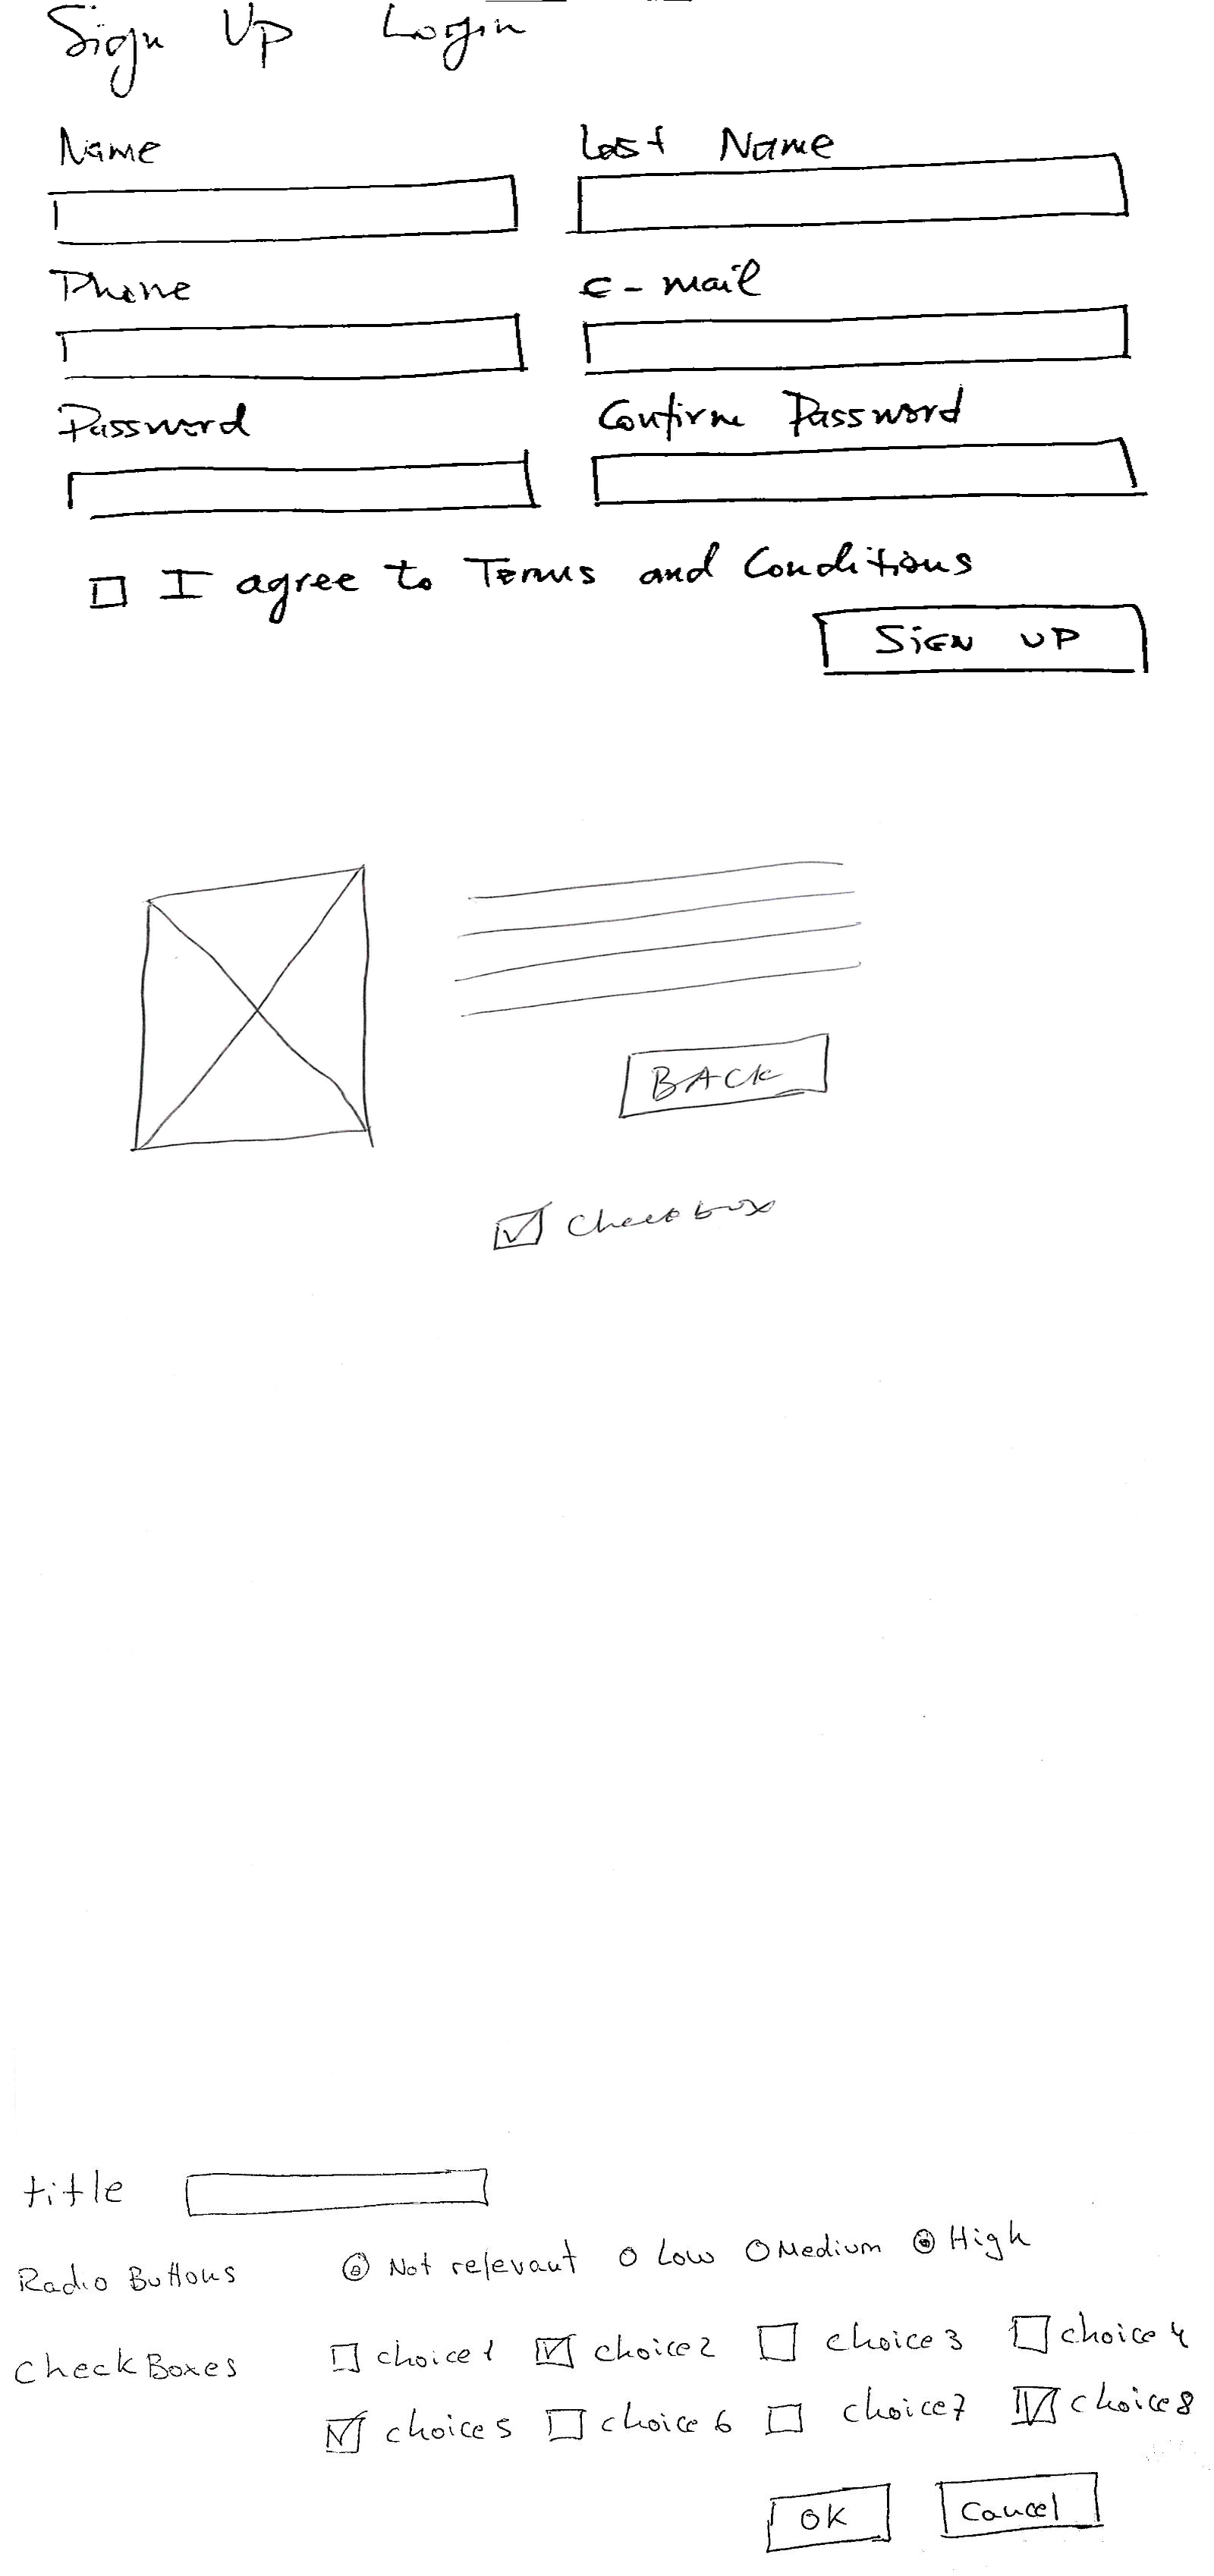 Sign Up Login
Name Last Name
Phone e-mail
Password Confirm Password
I agree to Terms and Conditions
SIGN UP
BACK
Checkbox
title
Radio Buttons Not relevant Low Medium High
CheckBoxes choice1 choice2 choice3 choice4
choice5 choice6 choice7 choice8
OK Cancel